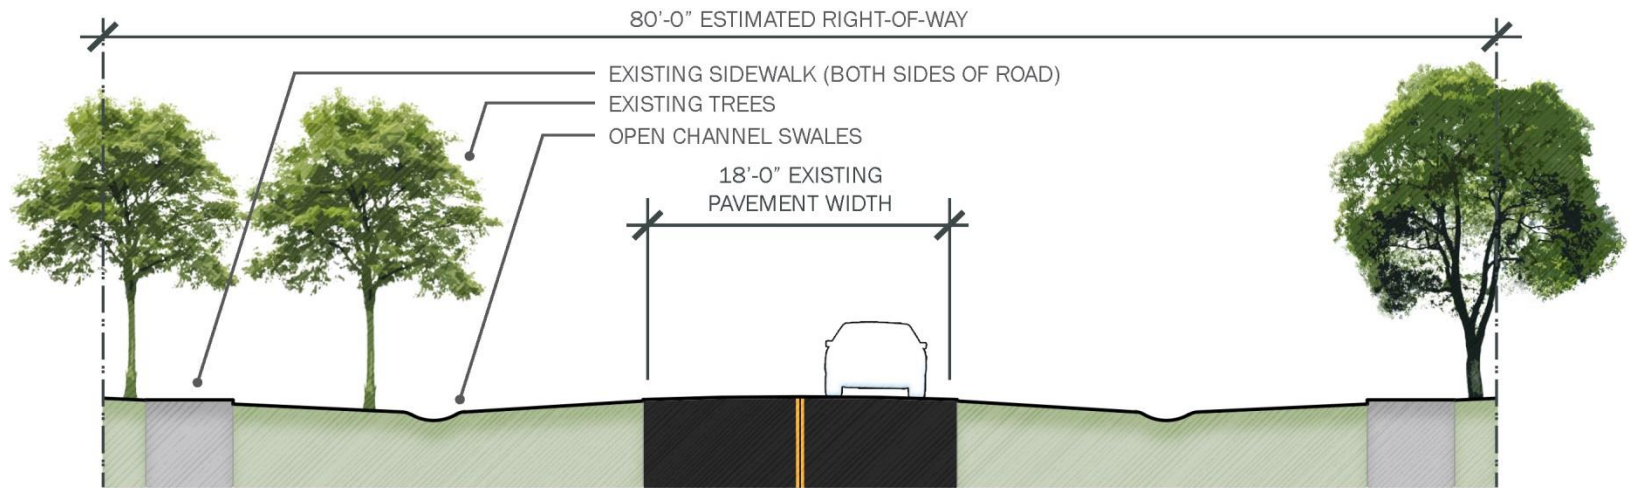 80’-0” ESTIMATED RIGHT-OF-WAY
EXISTING SIDEWALK (BOTH SIDES OF ROAD)
EXISTING TREES
OPEN CHANNEL SWALES
18’-0” EXISTING
PAVEMENT WIDTH